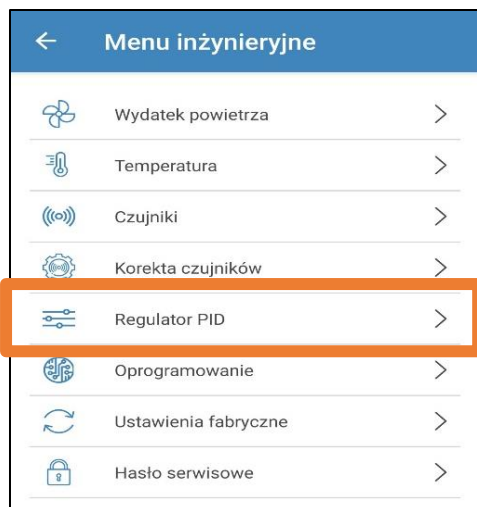 Menu inżynieryjne
Wydatek powietrza
Temperatura
Czujniki
Korekta czujników
Regulator PID
Oprogramowanie
Ustawienia fabryczne
Hasło serwisowe